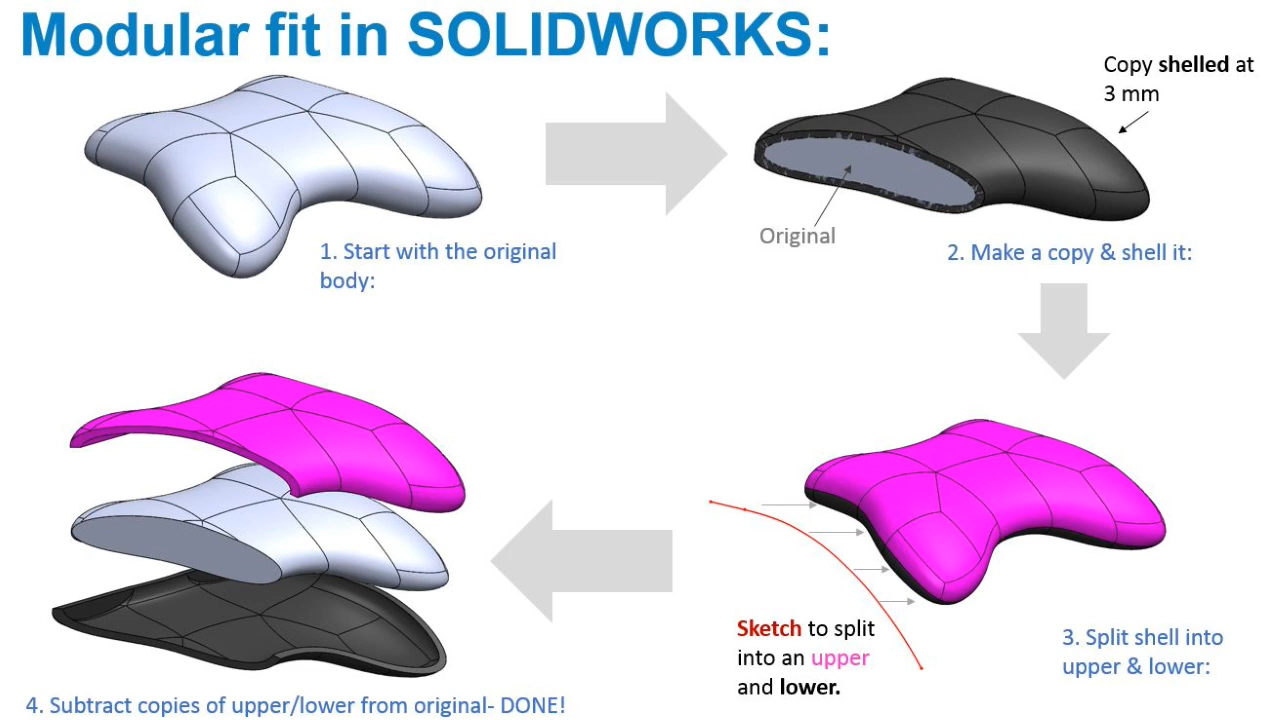 Modular fit in SOLIDWORKS:
Copy shelled at
3 mm
Original
1. Start with the original
body:
2. Make a copy & shell it:
Sketch to split
into an upper
and lower.
3. Split shell into
upper & lower:
4. Subtract copies of upper/lower from original- DONE!